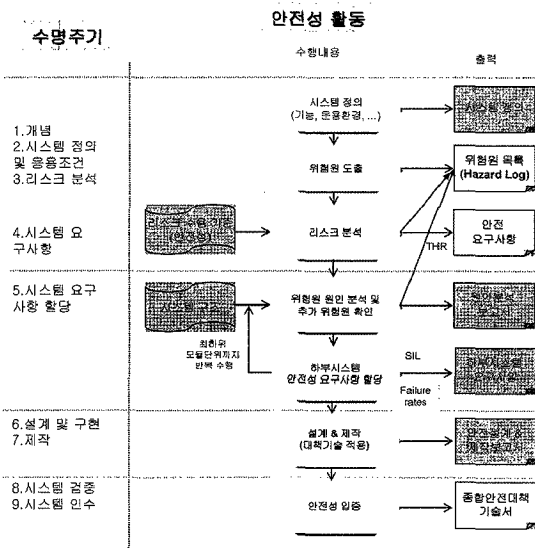 안전성 활동
수명주기
수행내용
출력
1.개념
2.시스템 정의
및 응용조건
3.리스크 분석
4.시스템 요
구사항
5.시스템 요구
사항 할당
6.설계 및 구현
7.제작
8.시스템 검증
9.시스템 인수
시스템 정의
(기능, 운용환경, ...)
시스템 정의
위험원 도출
위험원 목록
(Hazard Log)
리스크 분석
THR
안전
요구사항
위험원 원인 분석 및
추가 위험원 확인
최하위
모듈단위까지
반복 수행
하부시스템
안전성 요구사항 할당
SIL
Failure
rates
설계 & 제작
(대책기술 적용)
안전성 입증
종합안전대책
기술서